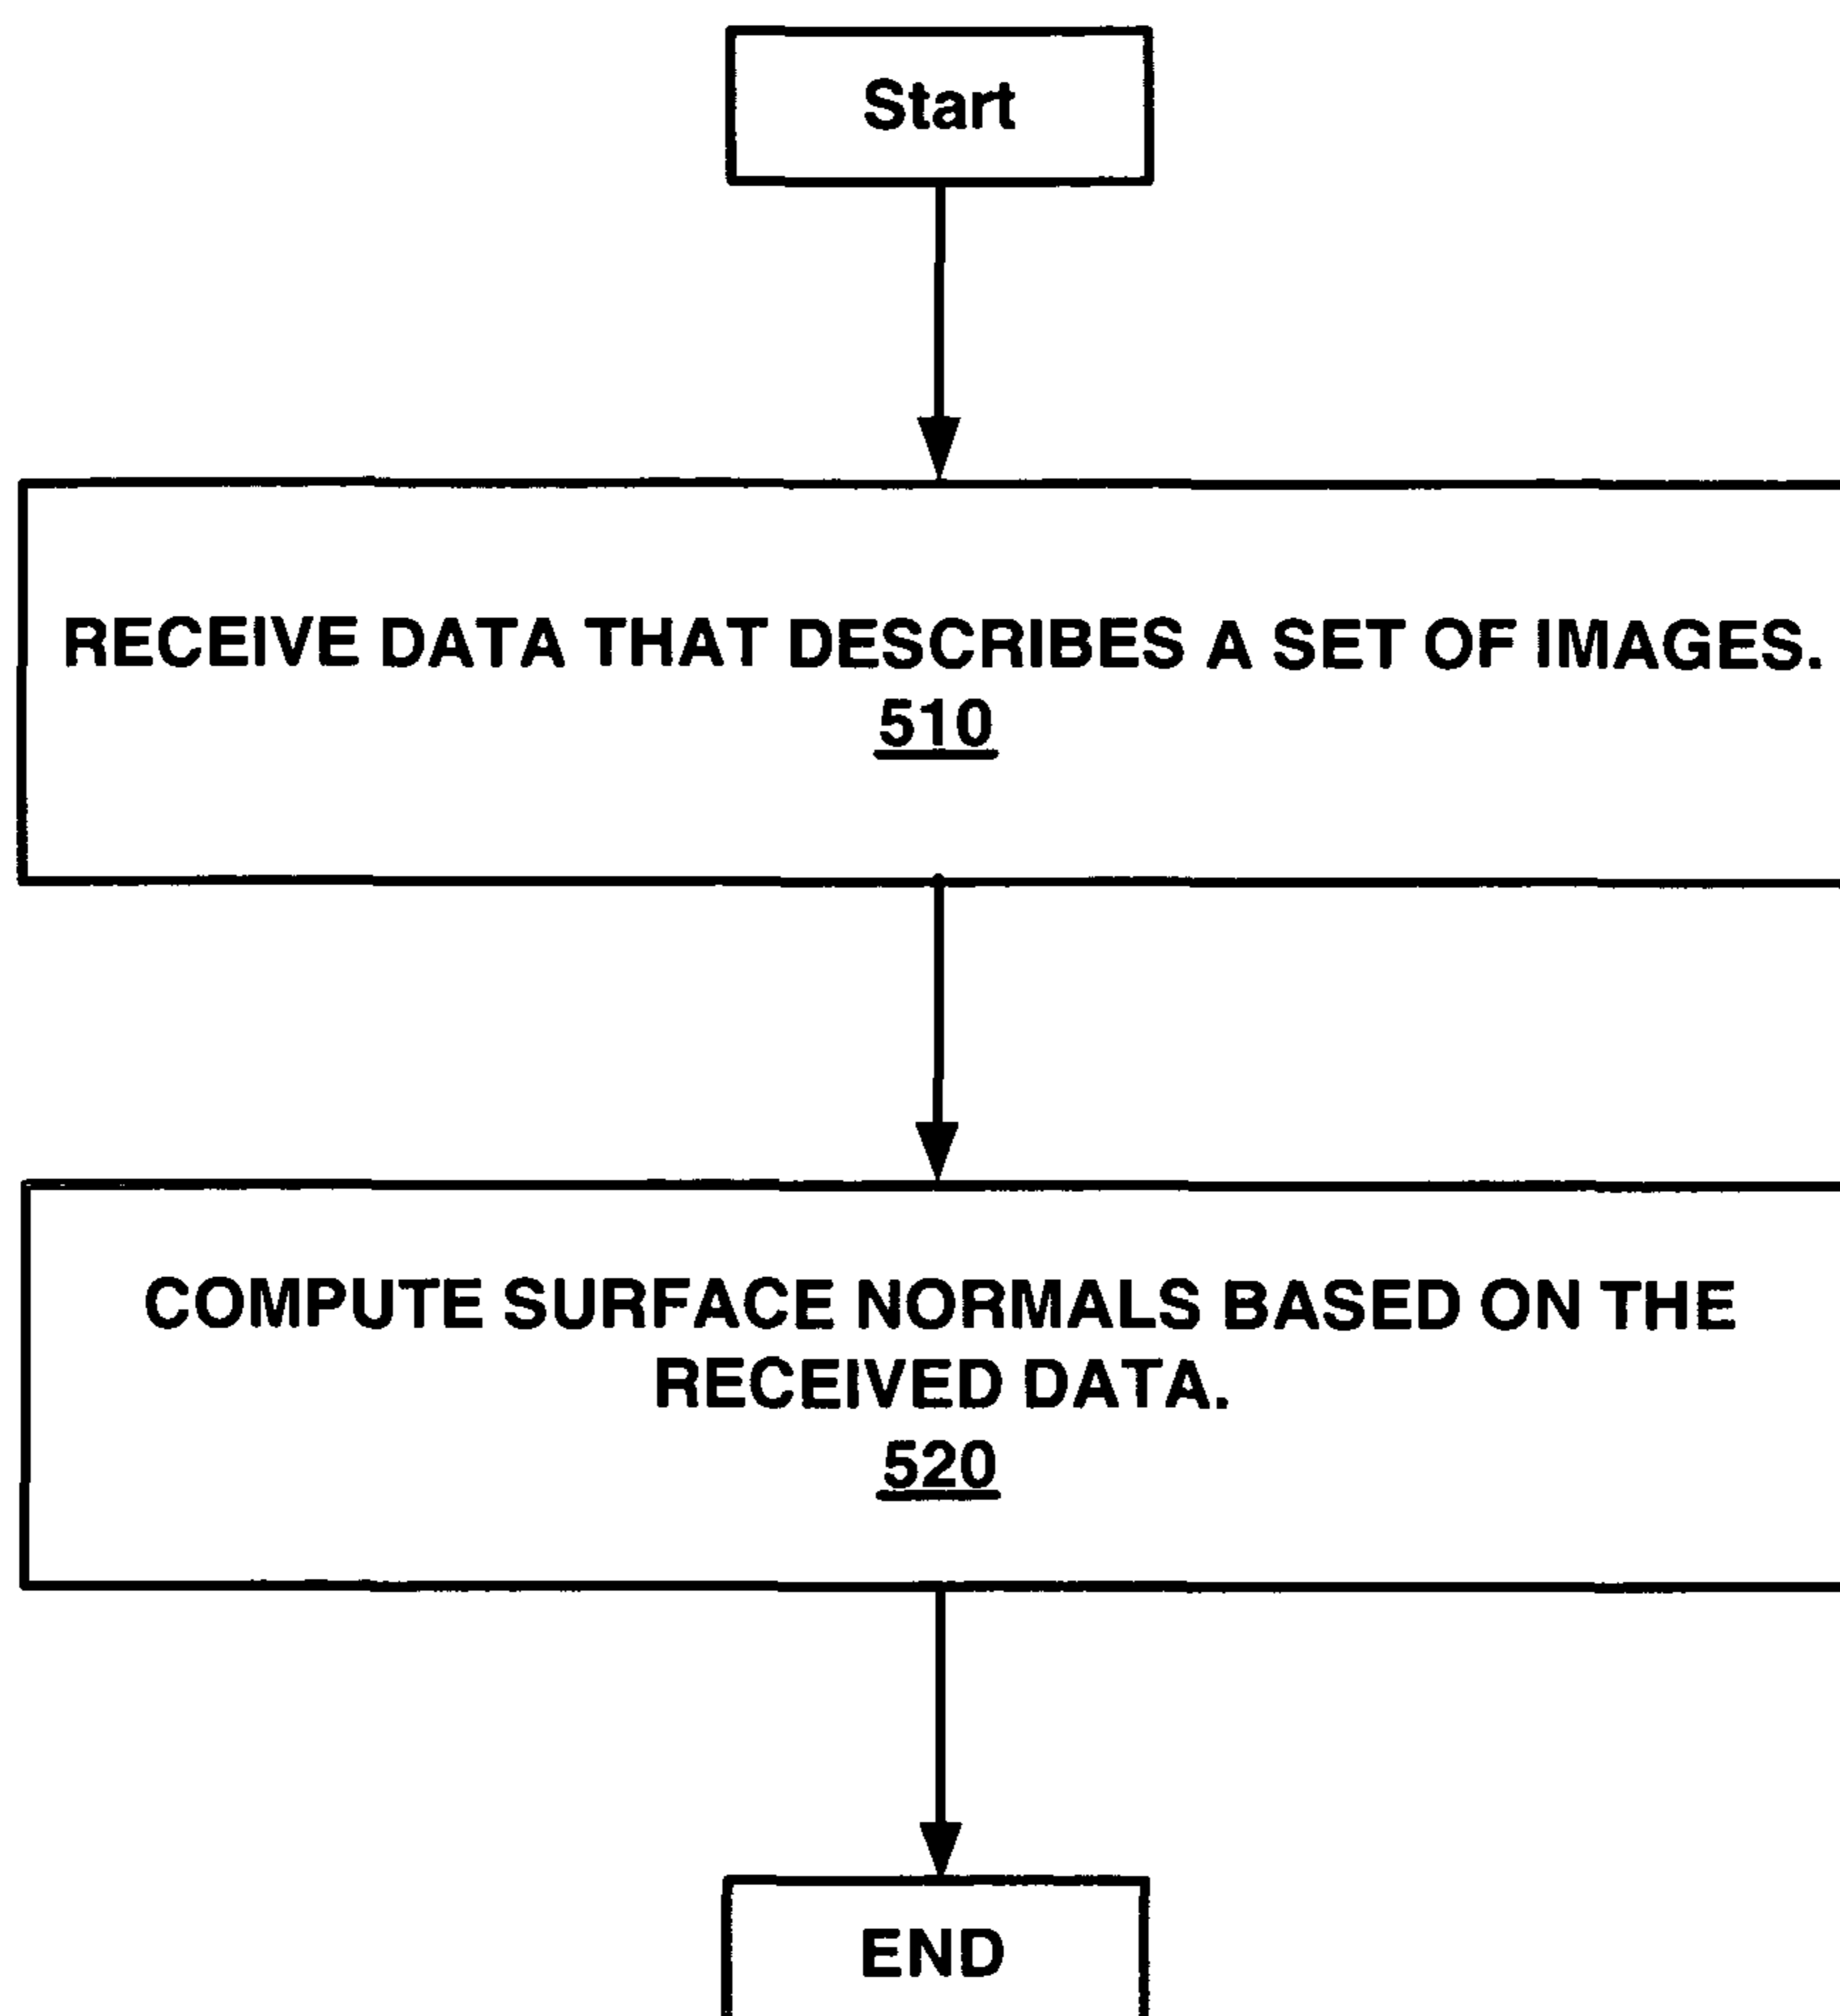 Start
RECEIVE DATA THAT DESCRIBES A SET OF IMAGES.
510
COMPUTE SURFACE NORMALS BASED ON THE
RECEIVED DATA.
520
END